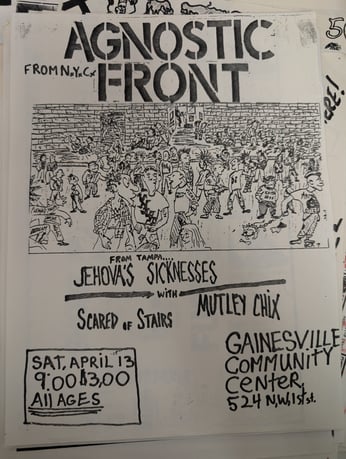 AGNOSTIC
FROM N.Y.C.
FRONT
FROM TAMPA....
JEHOVA'S SICKNESSES
WITH
MUTLEY CHIX
SCARED OF STAIRS
SAT, APRIL 13
9:00 $3.00
All AGES
GAINESVILLE
COMMUNITY
CENTER
524 N.W. 1st st.